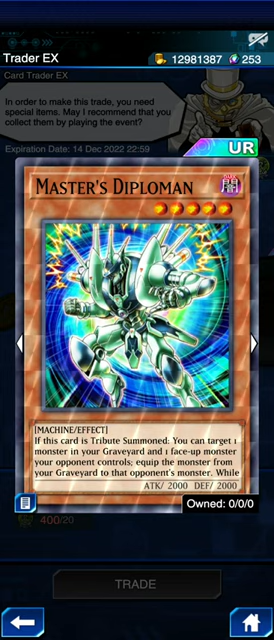 Trader EX
12981387
253
Card Trader EX
In order to make this trade, you need
special items. May I recommend that you
collect them by playing the event?
Expiration Date: 14 Dec 2022 22:59
UR
MASTER'S DIPLOMAN
闇
[MACHINE/EFFECT]
If this card is Tribute Summoned: You can target 1
monster in your Graveyard and 1 face-up monster
your opponent controls; equip the monster from
your Graveyard to that opponent's monster. While
ATK/ 2000 DEF/ 2000
Owned: 0/0/0
400/20
TRADE